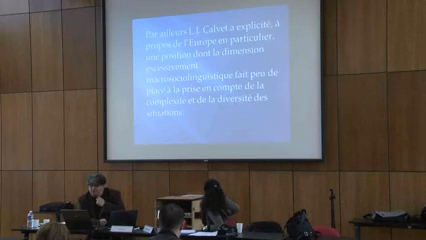 Par ailleurs L.J. Calvet a explicité, à
propos de l'Europe en particulier,
une position dont la dimension
excessivement
macrosociolinguistique fait peu de
place à la prise en compte de la
complexité et de la diversité des
situations.